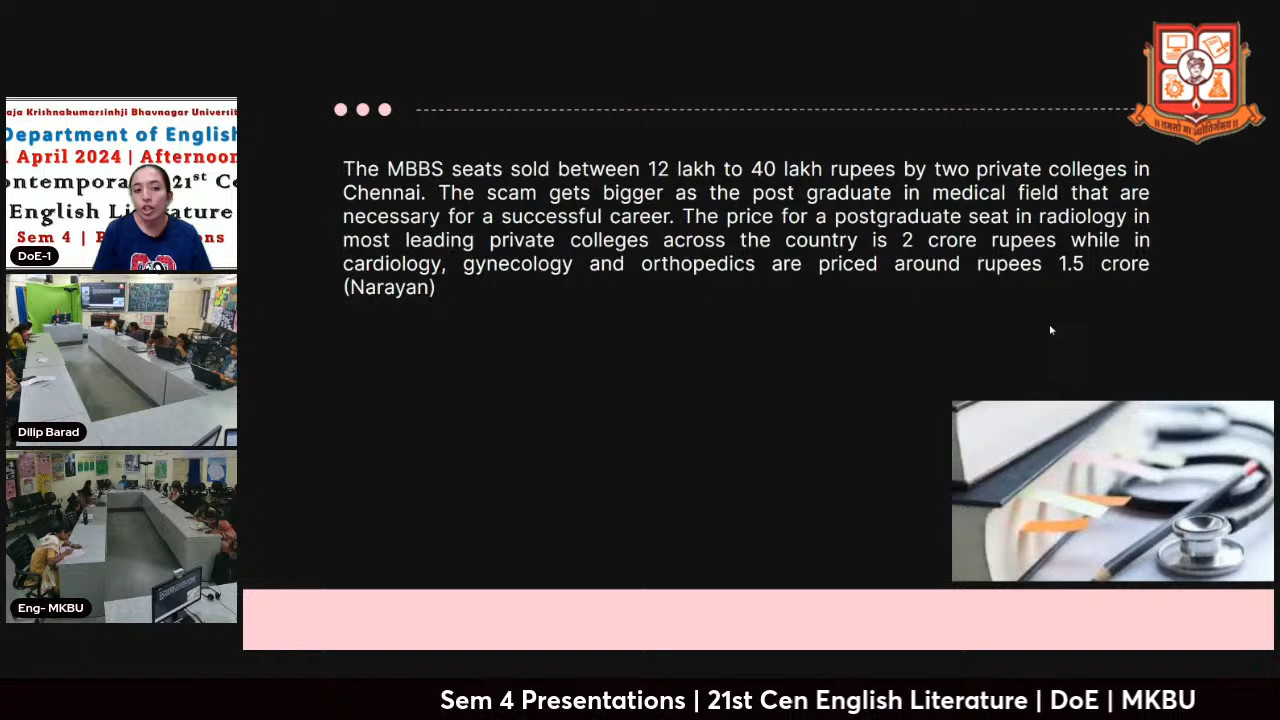 aja Krishnakumarsinhji Bhavnagar Universit
Department of English
April 2024 | Afternoon
ontempora 21st Ce
English Literature
Sem 4 |
DoE-1
Dilip Barad
Eng- MKBU
The MBBS seats sold between 12 lakh to 40 lakh rupees by two private colleges in
Chennai. The scam gets bigger as the post graduate in medical field that are
necessary for a successful career. The price for a postgraduate seat in radiology in
most leading private colleges across the country is 2 crore rupees while in
cardiology, gynecology and orthopedics are priced around rupees 1.5 crore
(Narayan)
॥ तमसो मा ज्योतिर्गमय ॥
Sem 4 Presentations | 21st Cen English Literature | DoE | MKBU